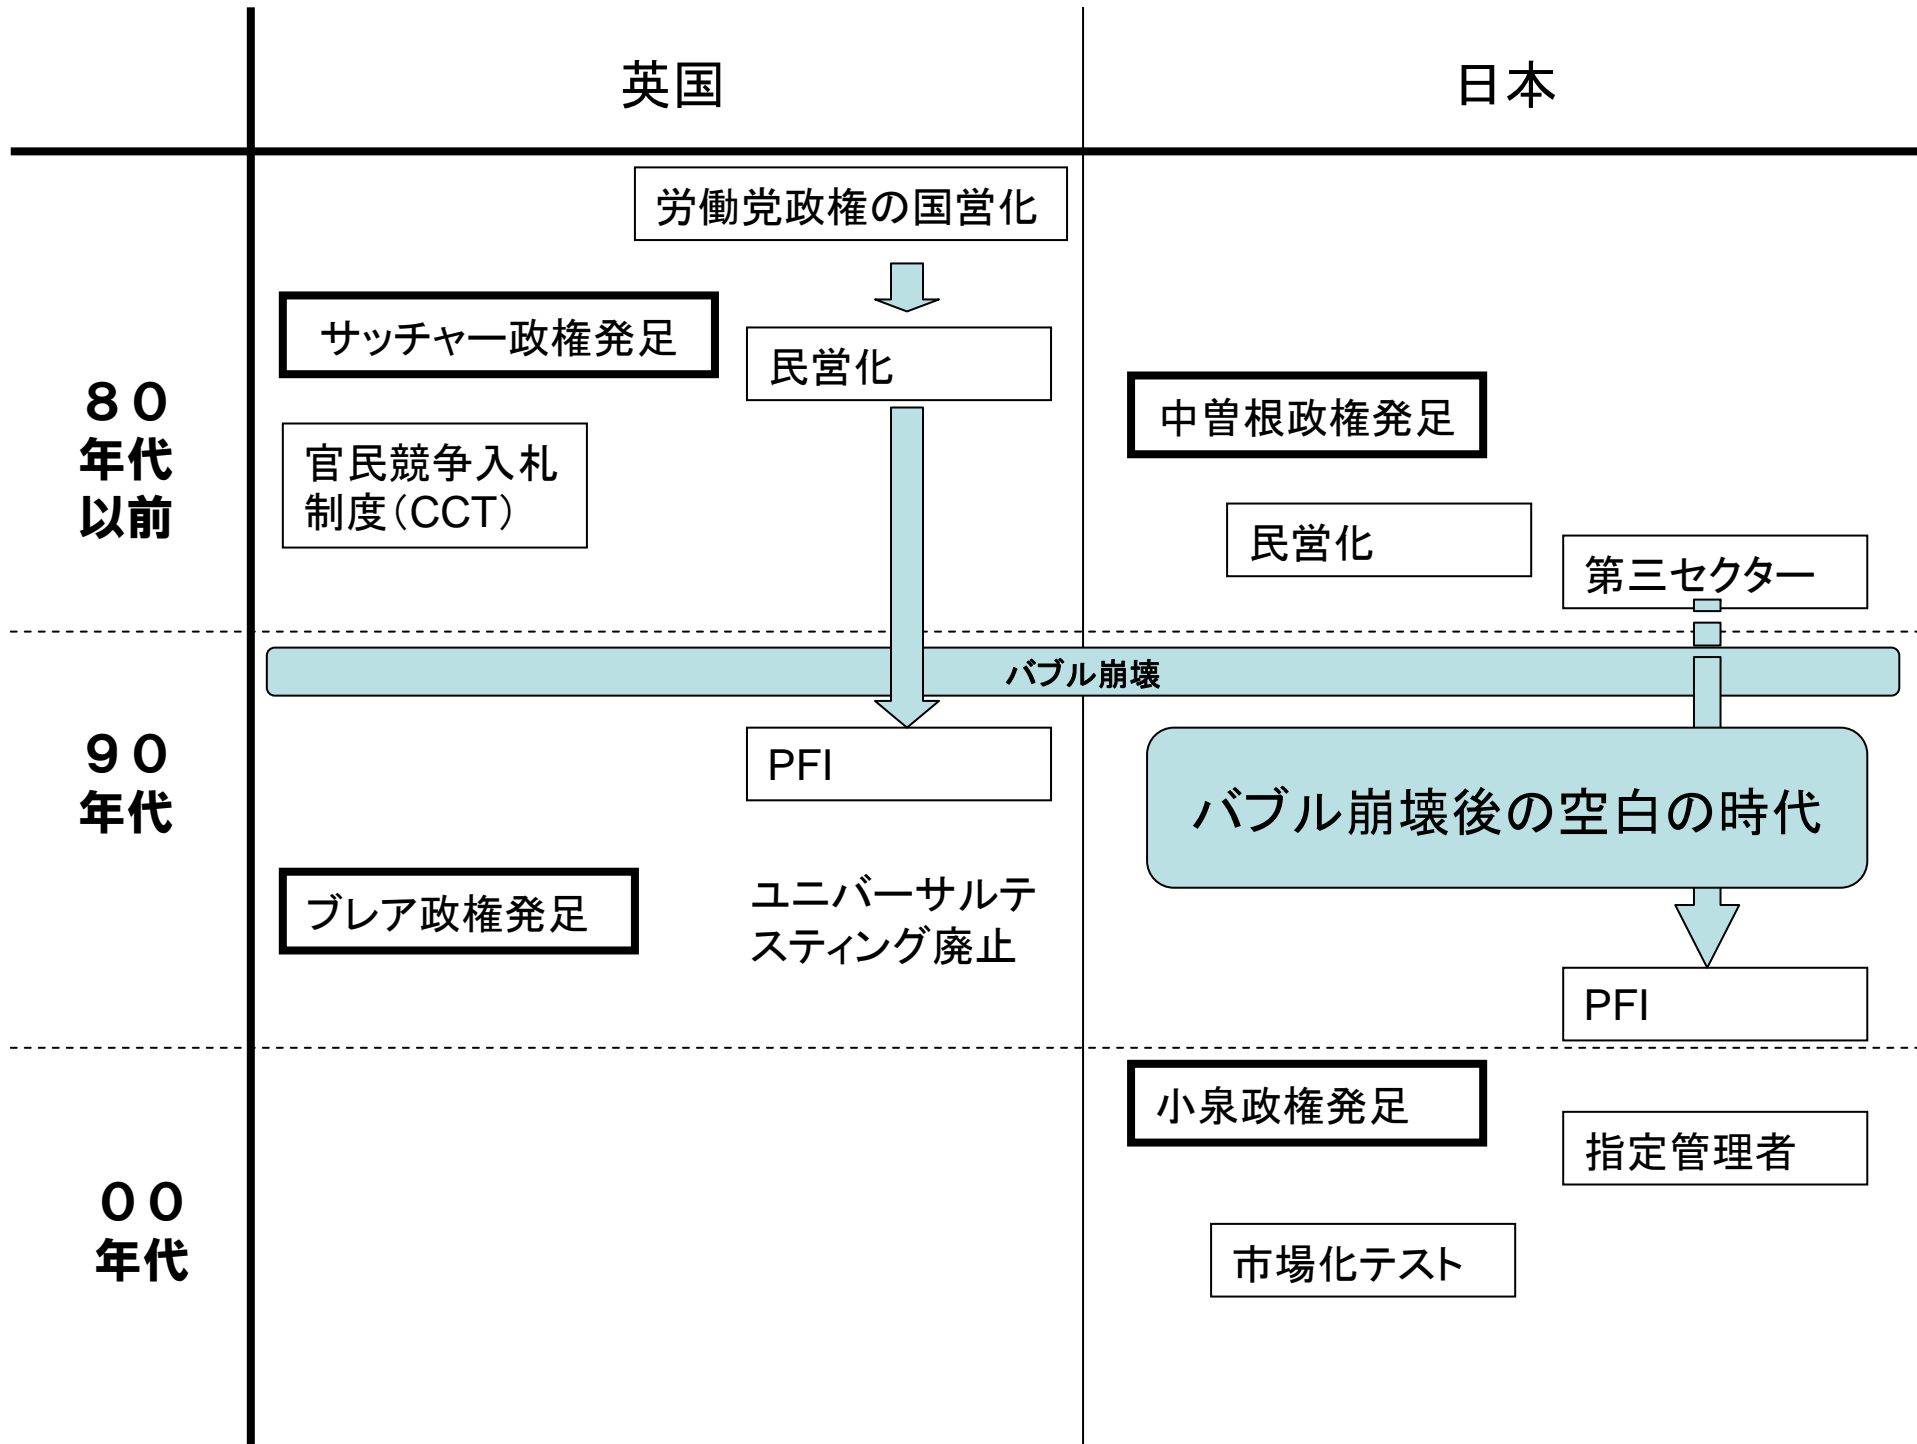 英国
日本
８０
年代
以前
労働党政権の国営化
サッチャー政権発足
民営化
官民競争入札
制度（CCT）
中曽根政権発足
民営化
第三セクター
バブル崩壊
９０
年代
PFI
バブル崩壊後の空白の時代
ブレア政権発足
ユニバーサルテ
スティング廃止
PFI
００
年代
小泉政権発足
指定管理者
市場化テスト